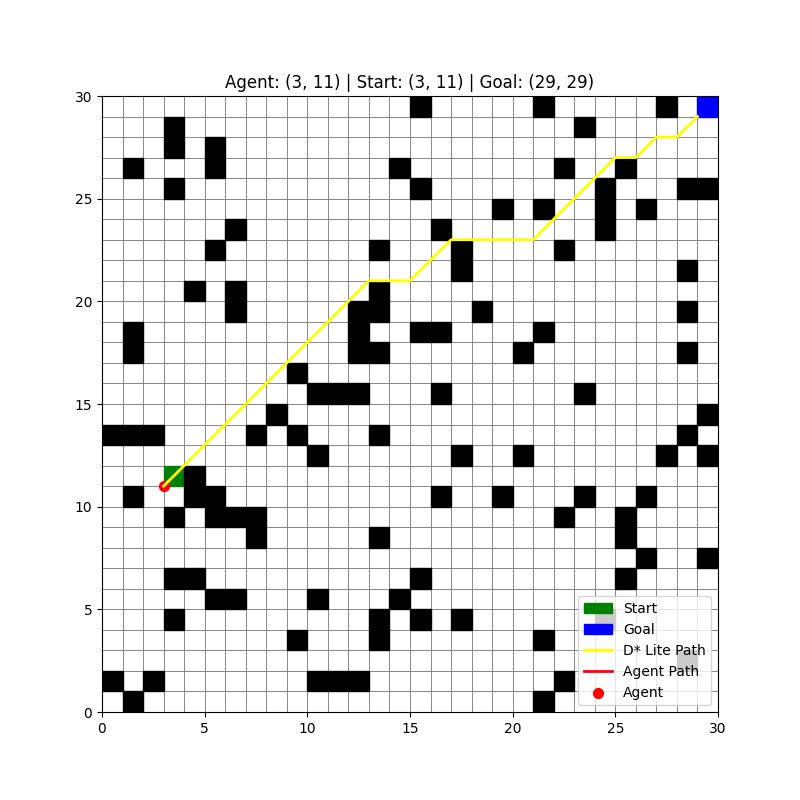 Agent: (3, 11) | Start: (3, 11) | Goal: (29, 29)
30
25
20
15
10
5
0
0 5 10 15 20 25 30
Start
Goal
D* Lite Path
Agent Path
Agent